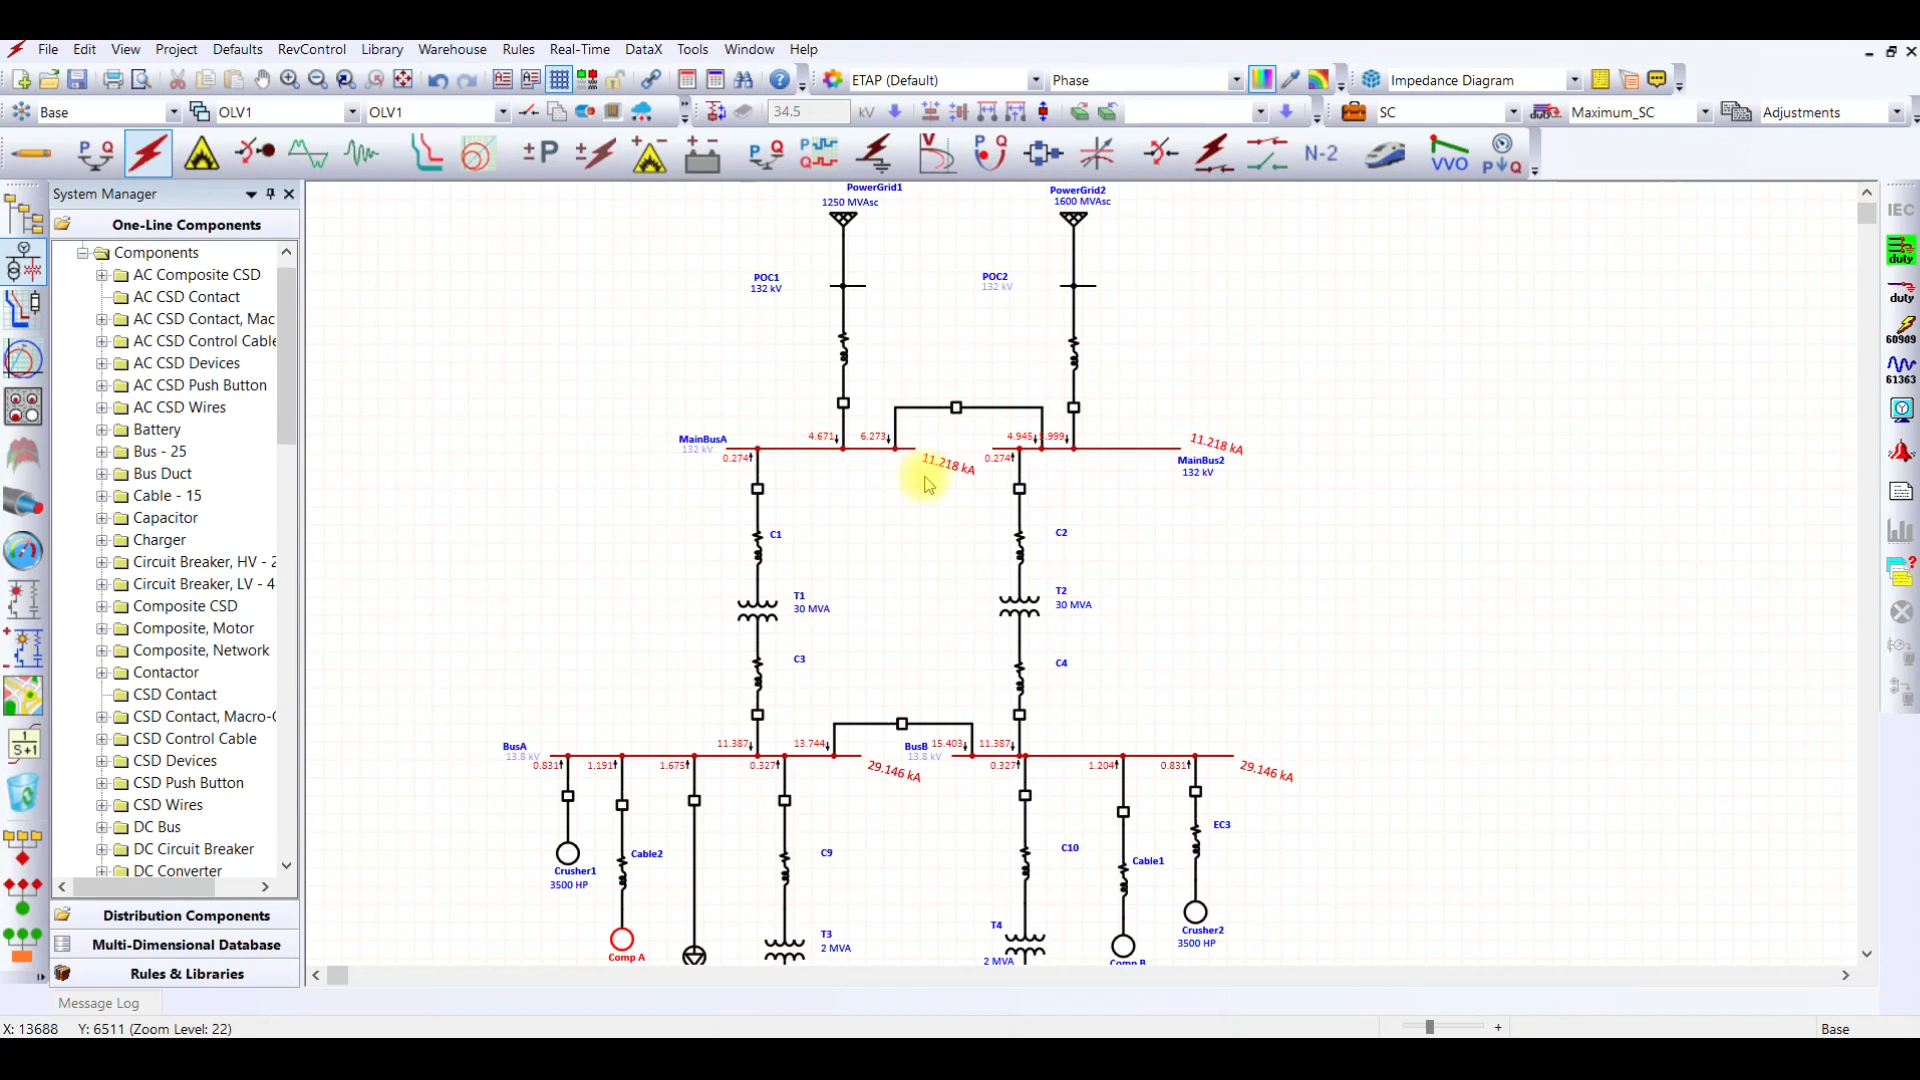 File Edit View Project Defaults RevControl Library Warehouse Rules Real-Time DataX Tools Window Help
ETAP (Default) Phase Impedance Diagram
Base OLV1 OLV1 34.5 kV SC Maximum_SC Adjustments
N-2 VVO
System Manager
One-Line Components
Components
AC Composite CSD
AC CSD Contact
AC CSD Contact, Mac
AC CSD Control Cable
AC CSD Devices
AC CSD Push Button
AC CSD Wires
Battery
Bus - 25
Bus Duct
Cable - 15
Capacitor
Charger
Circuit Breaker, HV - 2
Circuit Breaker, LV - 4
Composite CSD
Composite, Motor
Composite, Network
Contactor
CSD Contact
CSD Contact, Macro-C
CSD Control Cable
CSD Devices
CSD Push Button
CSD Wires
DC Bus
DC Circuit Breaker
DC Converter
Distribution Components
Multi-Dimensional Database
Rules & Libraries
Message Log
PowerGrid1
1250 MVAsc
PowerGrid2
1600 MVAsc
POC1
132 kV
POC2
132 kV
MainBusA
132 kV
4.671 6.273 4.945 .999
0.274 11.218 kA 0.274 11.218 kA
MainBus2
132 kV
C1
C2
T1
30 MVA
T2
30 MVA
C3
C4
BusA
13.8 kV
11.387 13.744
BusB
13.8 kV
15.403 11.387
0.831 1.191 1.675 0.327 29.146 kA 0.327 1.204 0.831 29.146 kA
EC3
Cable2
C9
C10
Cable1
Crusher1
3500 HP
T3
2 MVA
T4
2 MVA
Crusher2
3500 HP
Comp A
Comp B
IEC
duty
duty
60909
61363
X: 13688 Y: 6511 (Zoom Level: 22)
Base